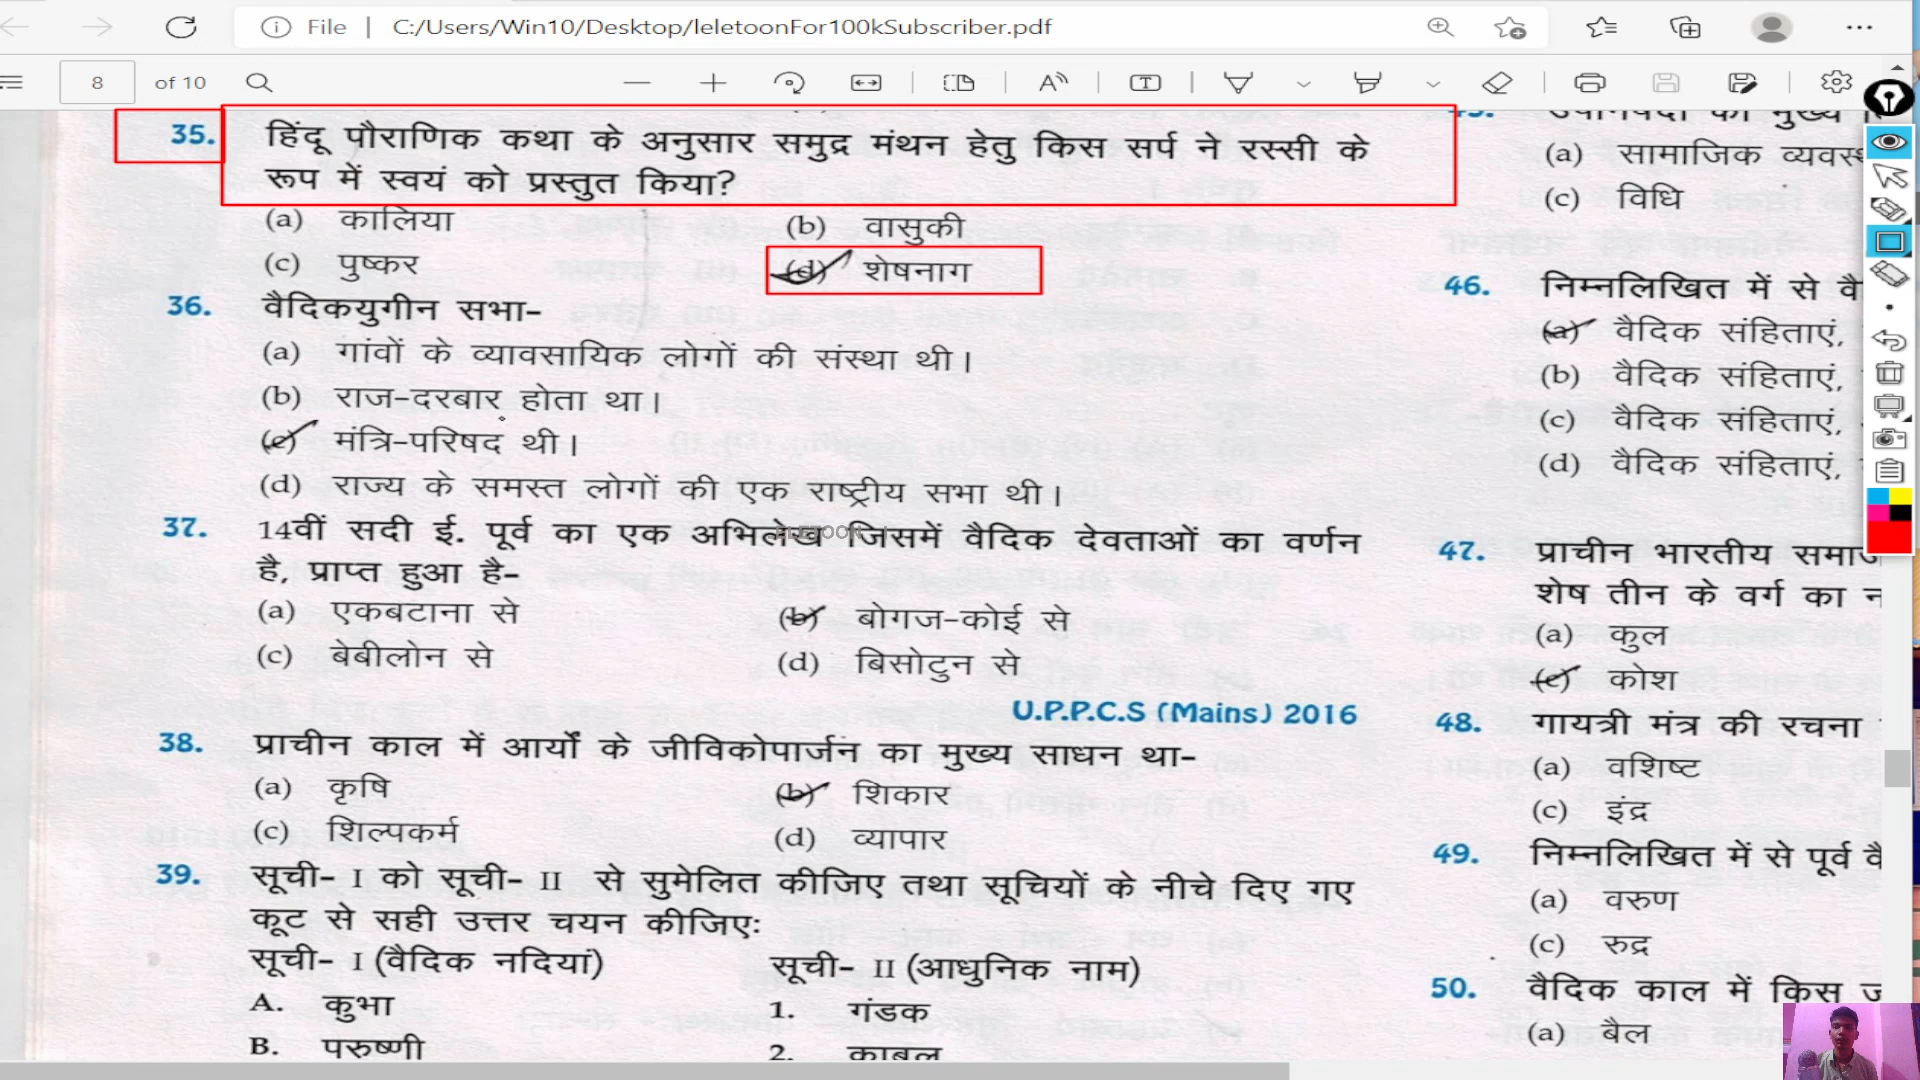 File | C:/Users/Win10/Desktop/leletoonFor100kSubscriber.pdf
8 of 10
35. हिंदू पौराणिक कथा के अनुसार समुद्र मंथन हेतु किस सर्प ने रस्सी के
रूप में स्वयं को प्रस्तुत किया?
(a) कालिया (b) वासुकी
(c) पुष्कर (d) शेषनाग
36. वैदिकयुगीन सभा-
(a) गांवों के व्यावसायिक लोगों की संस्था थी।
(b) राज-दरबार होता था।
(c) मंत्रि-परिषद थी।
(d) राज्य के समस्त लोगों की एक राष्ट्रीय सभा थी।
37. 14वीं सदी ई. पूर्व का एक अभिलेख जिसमें वैदिक देवताओं का वर्णन
है, प्राप्त हुआ है-
(a) एकबटाना से (b) बोगज-कोई से
(c) बेबीलोन से (d) बिसोटुन से
U.P.P.C.S (Mains) 2016
38. प्राचीन काल में आर्यों के जीविकोपार्जन का मुख्य साधन था-
(a) कृषि (b) शिकार
(c) शिल्पकर्म (d) व्यापार
39. सूची- I को सूची- II से सुमेलित कीजिए तथा सूचियों के नीचे दिए गए
कूट से सही उत्तर चयन कीजिए:
सूची- I (वैदिक नदियां) सूची- II (आधुनिक नाम)
A. कुभा 1. गंडक
B. परुष्णी 2. काबुल
45. उपनिषदों का मुख्य
(a) सामाजिक
(c) विधि
46. निम्नलिखित में से
(a) वैदिक संहिताएं,
(b) वैदिक संहिताएं,
(c) वैदिक संहिताएं,
(d) वैदिक संहिताएं,
47. प्राचीन भारतीय
शेष तीन के वर्ग का
(a) कुल
(c) कोश
48. गायत्री मंत्र की रचना
(a) वशिष्ट
(c) इंद्र
49. निम्नलिखित में से पूर्व
(a) वरुण
(c) रुद्र
50. वैदिक काल में किस
(a) बैल